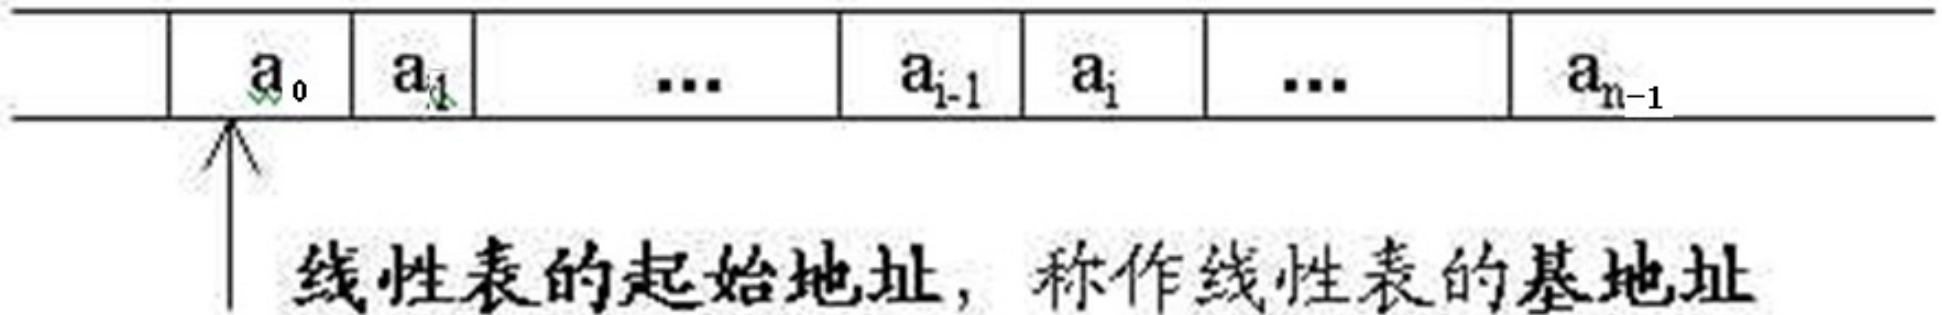 a₀ a₁ ... aᵢ₋₁ aᵢ ... aₙ₋₁
线性表的起始地址，称作线性表的基地址